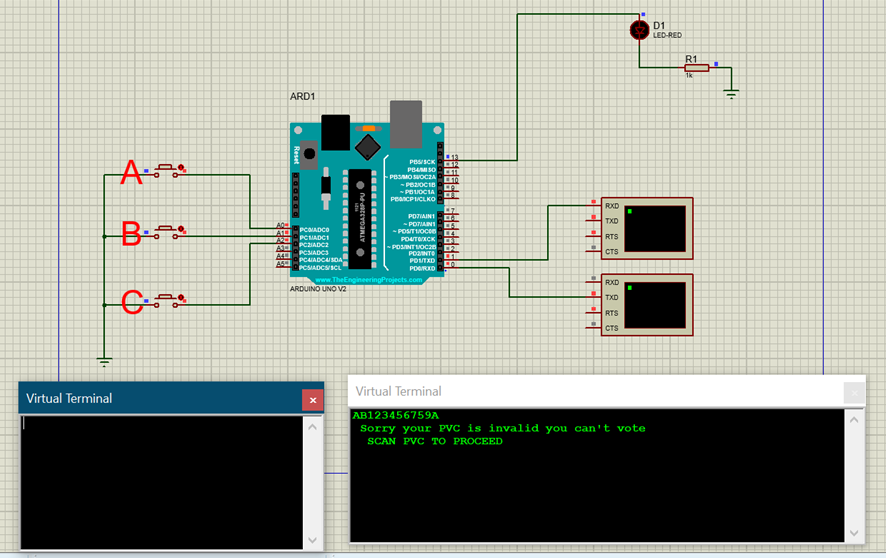 D1
LED-RED
R1
1k
ARD1
Reset
ATMEGA328P-PU
13
12
11
10
9
8
PB5/SCK
PB4/MISO
~ PB3/MOSI/OC2A
~ PB2/OC1B
~ PB1/OC1A
PB0/ICP1/CLKO
7
6
5
4
3
2
1
0
PD7/AIN1
~ PD6/AIN0
~ PD5/T1/OC0B
PD4/T0/XCK
~ PD3/INT1/OC2B
PD2/INT0
PD1/TXD
PD0/RXD
A0
A1
A2
A3
A4
A5
PC0/ADC0
PC1/ADC1
PC2/ADC2
PC3/ADC3
PC4/ADC4/SDA
PC5/ADC5/SCL
www.TheEngineeringProjects.com
ARDUINO UNO V2
A
B
C
RXD
TXD
RTS
CTS
RXD
TXD
RTS
CTS
Virtual Terminal
Virtual Terminal
AB123456759A
Sorry your PVC is invalid you can't vote
SCAN PVC TO PROCEED